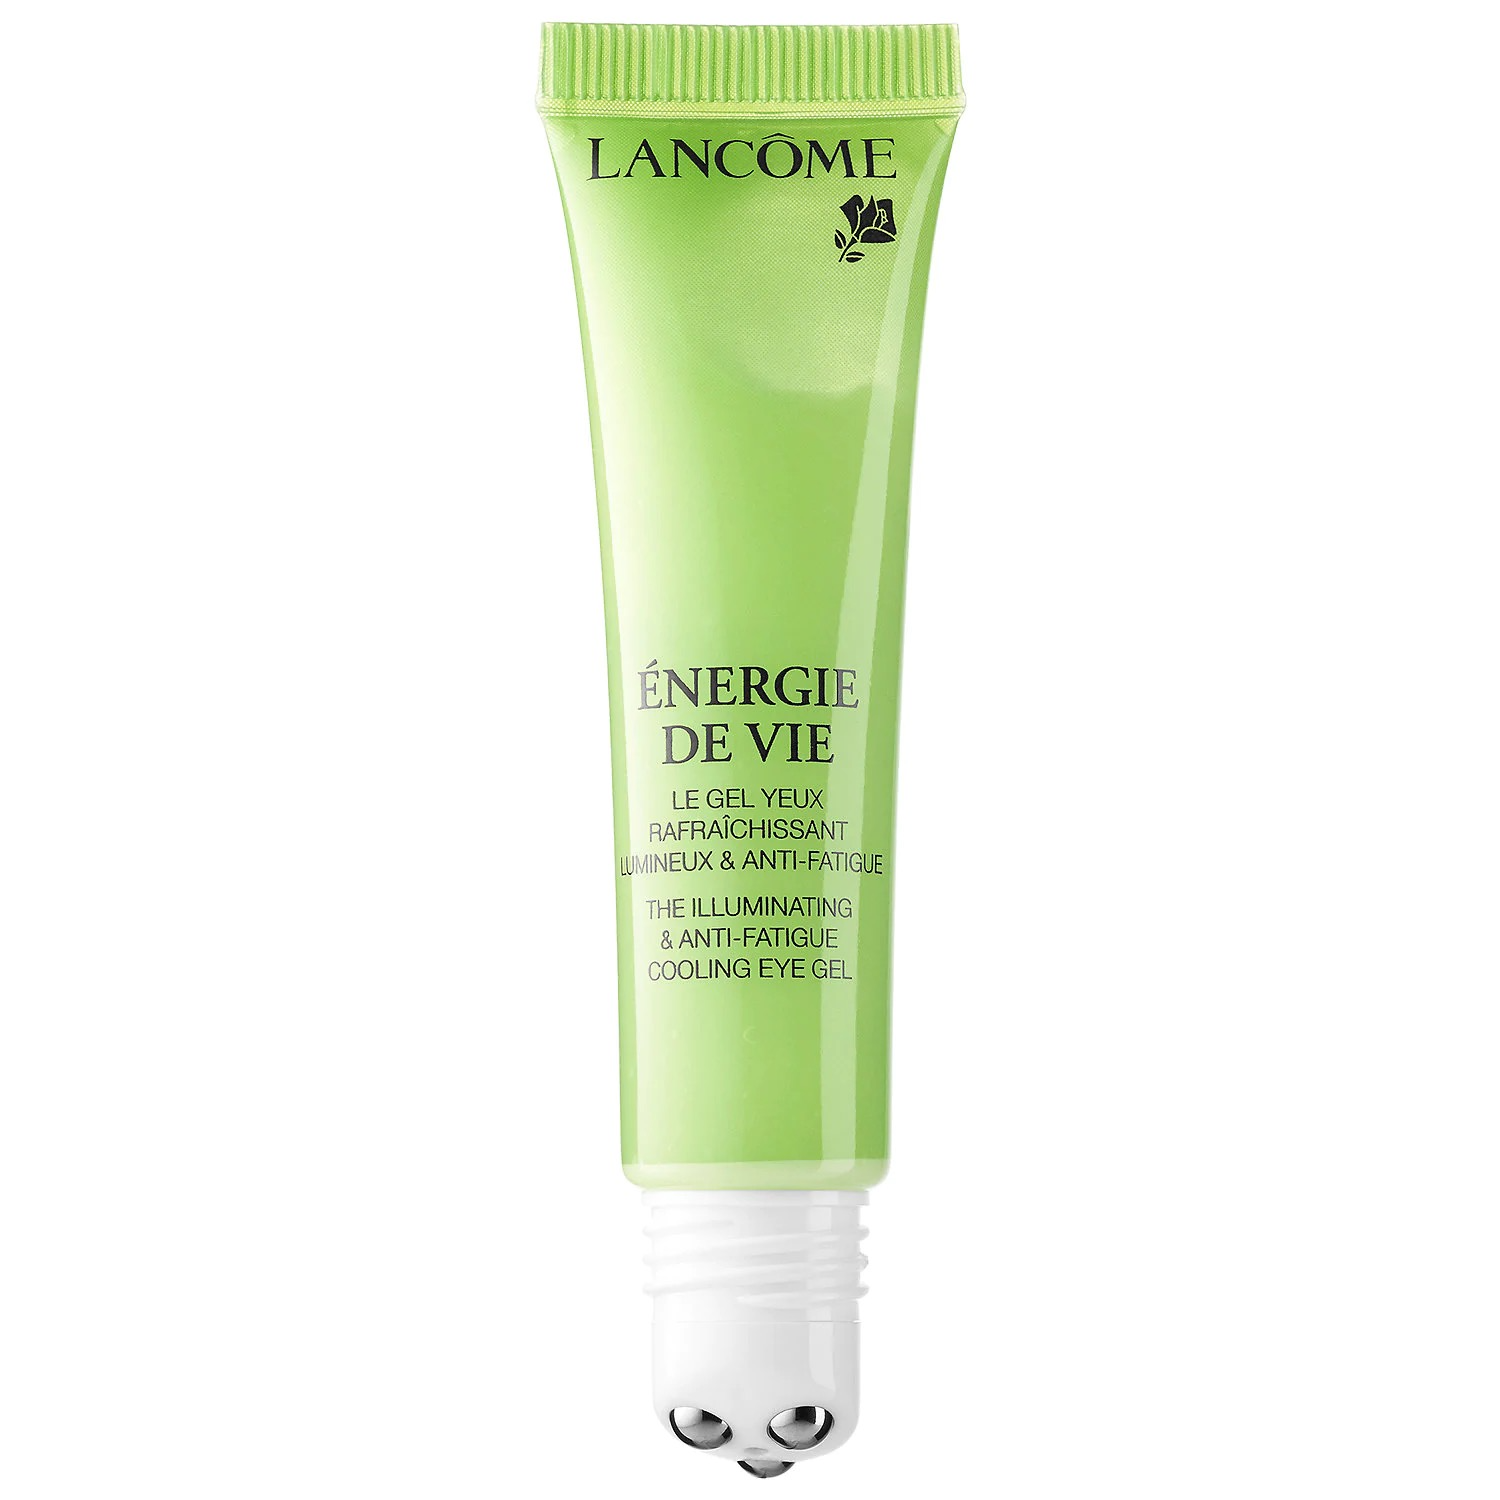 LANCÔME
ÉNERGIE
DE VIE
LE GEL YEUX
RAFRAÎCHISSANT
LUMINEUX & ANTI-FATIGUE
THE ILLUMINATING
& ANTI-FATIGUE
COOLING EYE GEL